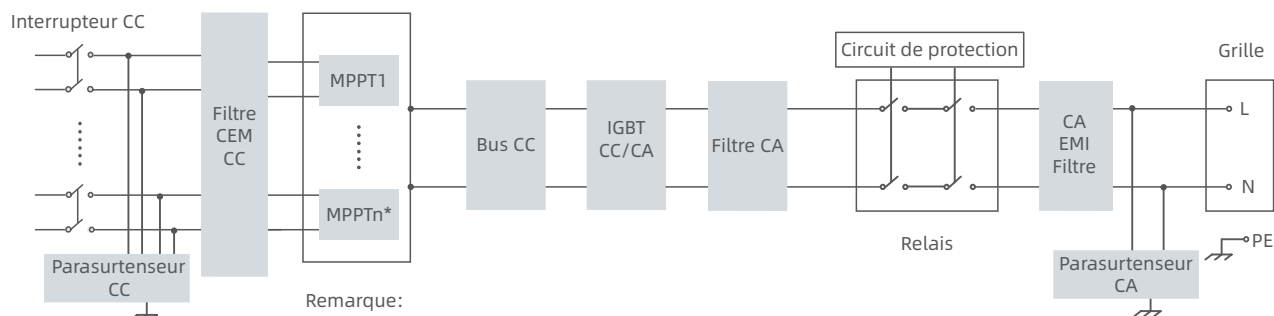 Interrupteur CC
Filtre
CEM
CC
MPPT1
MPPTn*
Parasurtenseur
CC
Remarque:
Bus CC
IGBT
CC/CA
Filtre CA
Circuit de protection
Relais
CA
EMI
Filtre
Grille
L
N
PE
Parasurtenseur
CA